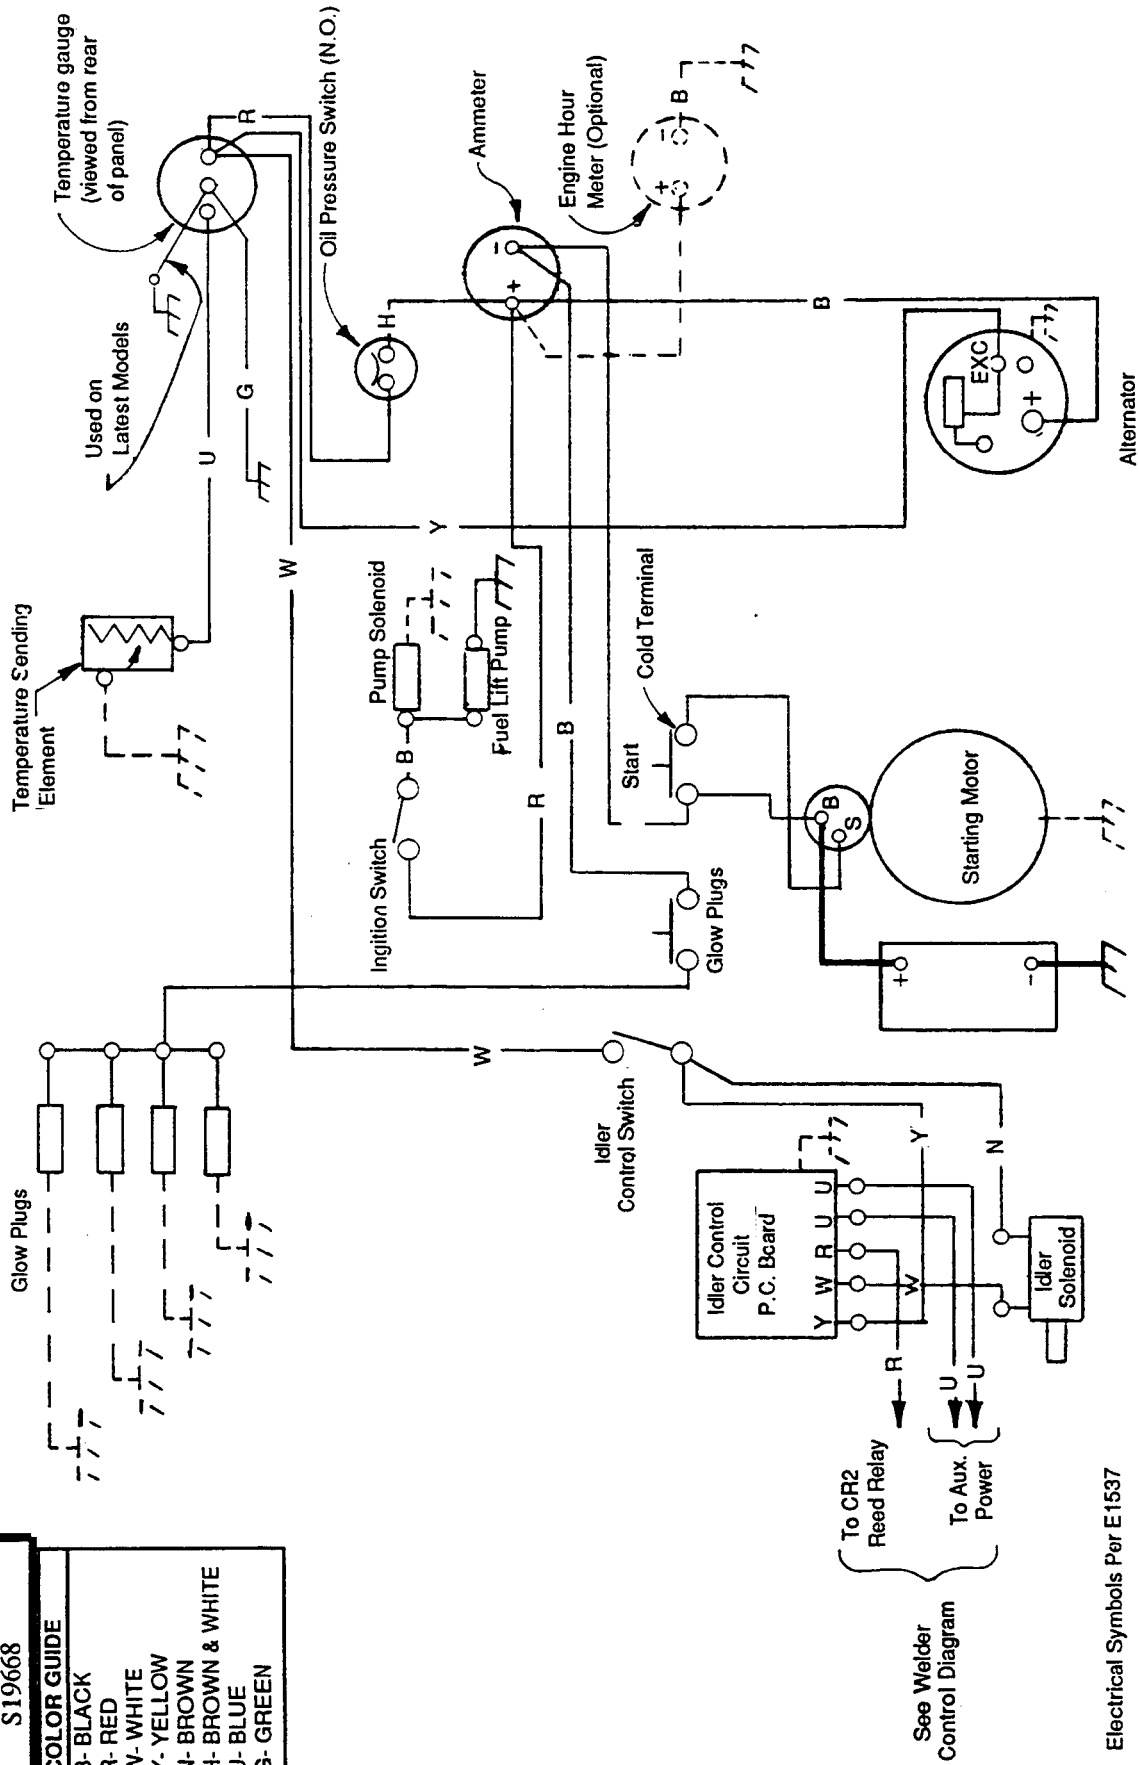 S19668
COLOR GUIDE
B- BLACK
R- RED
W- WHITE
Y- YELLOW
N- BROWN
H- BROWN & WHITE
U- BLUE
G- GREEN
Glow Plugs
Temperature Sending
Element
Used on
Latest Models
Temperature gauge
(viewed from rear
of panel)
U
G
R
W
Oil Pressure Switch (N.O.)
H
Y
Pump Solenoid
Fuel Lift Pump
B
Ingition Switch
R
Ammeter
+
-
Engine Hour
Meter (Optional)
+
-
B
B
B
W
Idler
Control Switch
Glow Plugs
Start
Cold Terminal
B
S
Starting Motor
+
-
EXC
+
Alternator
Idler Control
Circuit
P.C. Board
Y W R U U
W
Y
N
R
U
U
Idler
Solenoid
To CR2
Reed Relay
To Aux.
Power
See Welder
Control Diagram
Electrical Symbols Per E1537